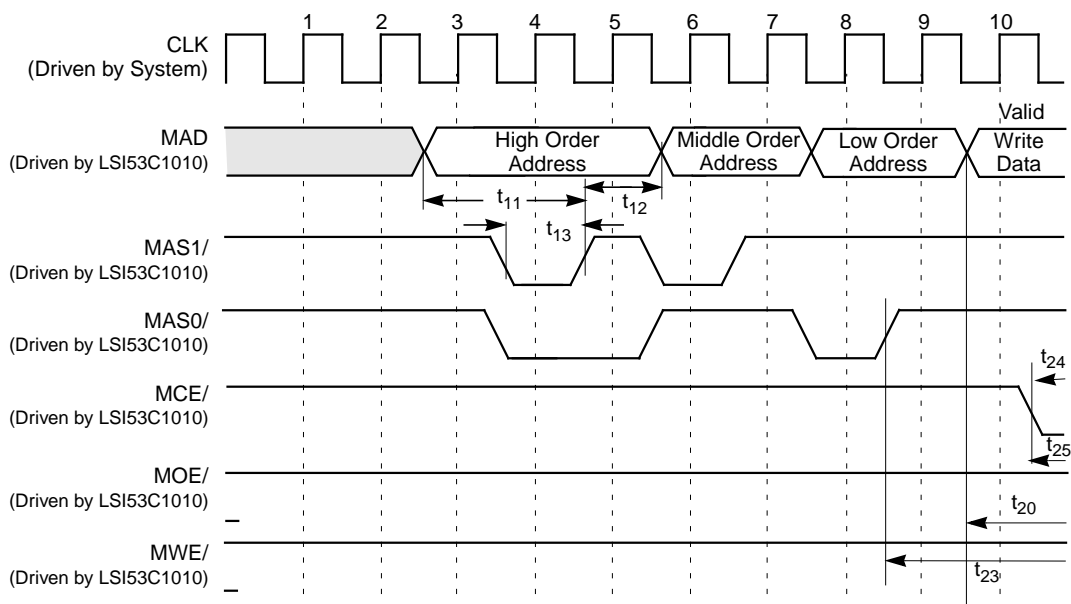 1 2 3 4 5 6 7 8 9 10
CLK
(Driven by System)
Valid
MAD
(Driven by LSI53C1010)
High Order
Address
Middle Order
Address
Low Order
Address
Write
Data
t11
t12
t13
MAS1/
(Driven by LSI53C1010)
MAS0/
(Driven by LSI53C1010)
t24
MCE/
(Driven by LSI53C1010)
t25
MOE/
(Driven by LSI53C1010)
t20
MWE/
(Driven by LSI53C1010)
t23